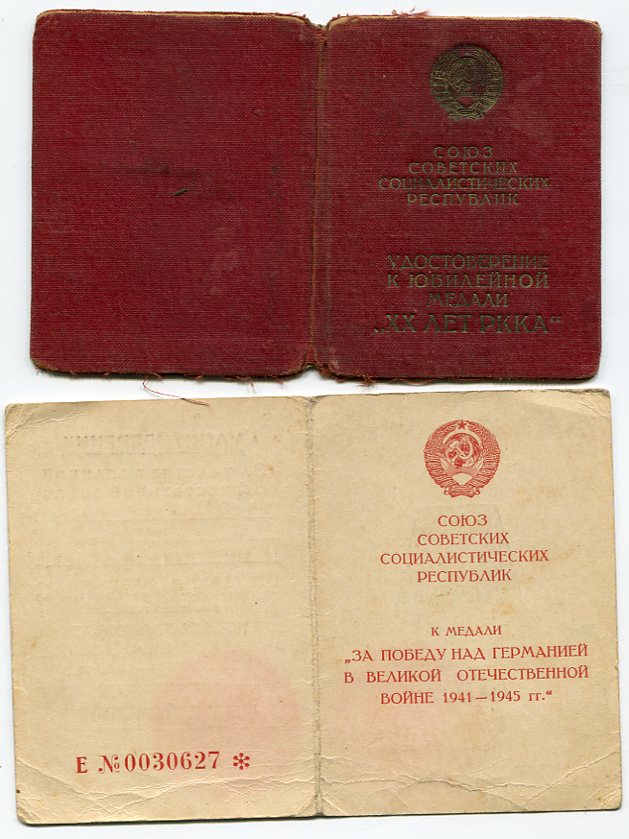 СОЮЗ
СОВЕТСКИХ
СОЦИАЛИСТИЧЕСКИХ
РЕСПУБЛИК
УДОСТОВЕРЕНИЕ
К ЮБИЛЕЙНОЙ
МЕДАЛИ
„XX ЛЕТ РККА“
СОЮЗ
СОВЕТСКИХ
СОЦИАЛИСТИЧЕСКИХ
РЕСПУБЛИК
К МЕДАЛИ
„ЗА ПОБЕДУ НАД ГЕРМАНИЕЙ
В ВЕЛИКОЙ ОТЕЧЕСТВЕННОЙ
ВОЙНЕ 1941—1945 гг.“
Е №0030627 *